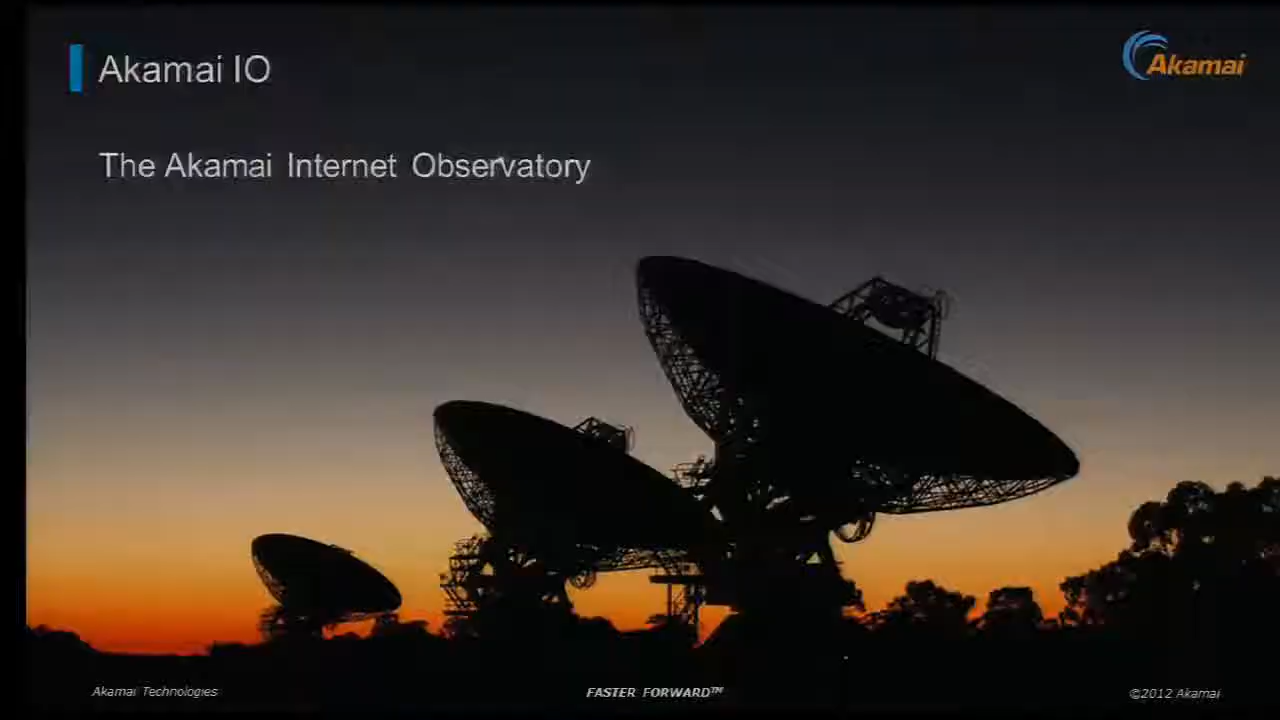 Akamai IO
Akamai
The Akamai Internet Observatory
Akamai Technologies
FASTER FORWARD™
©2012 Akamai